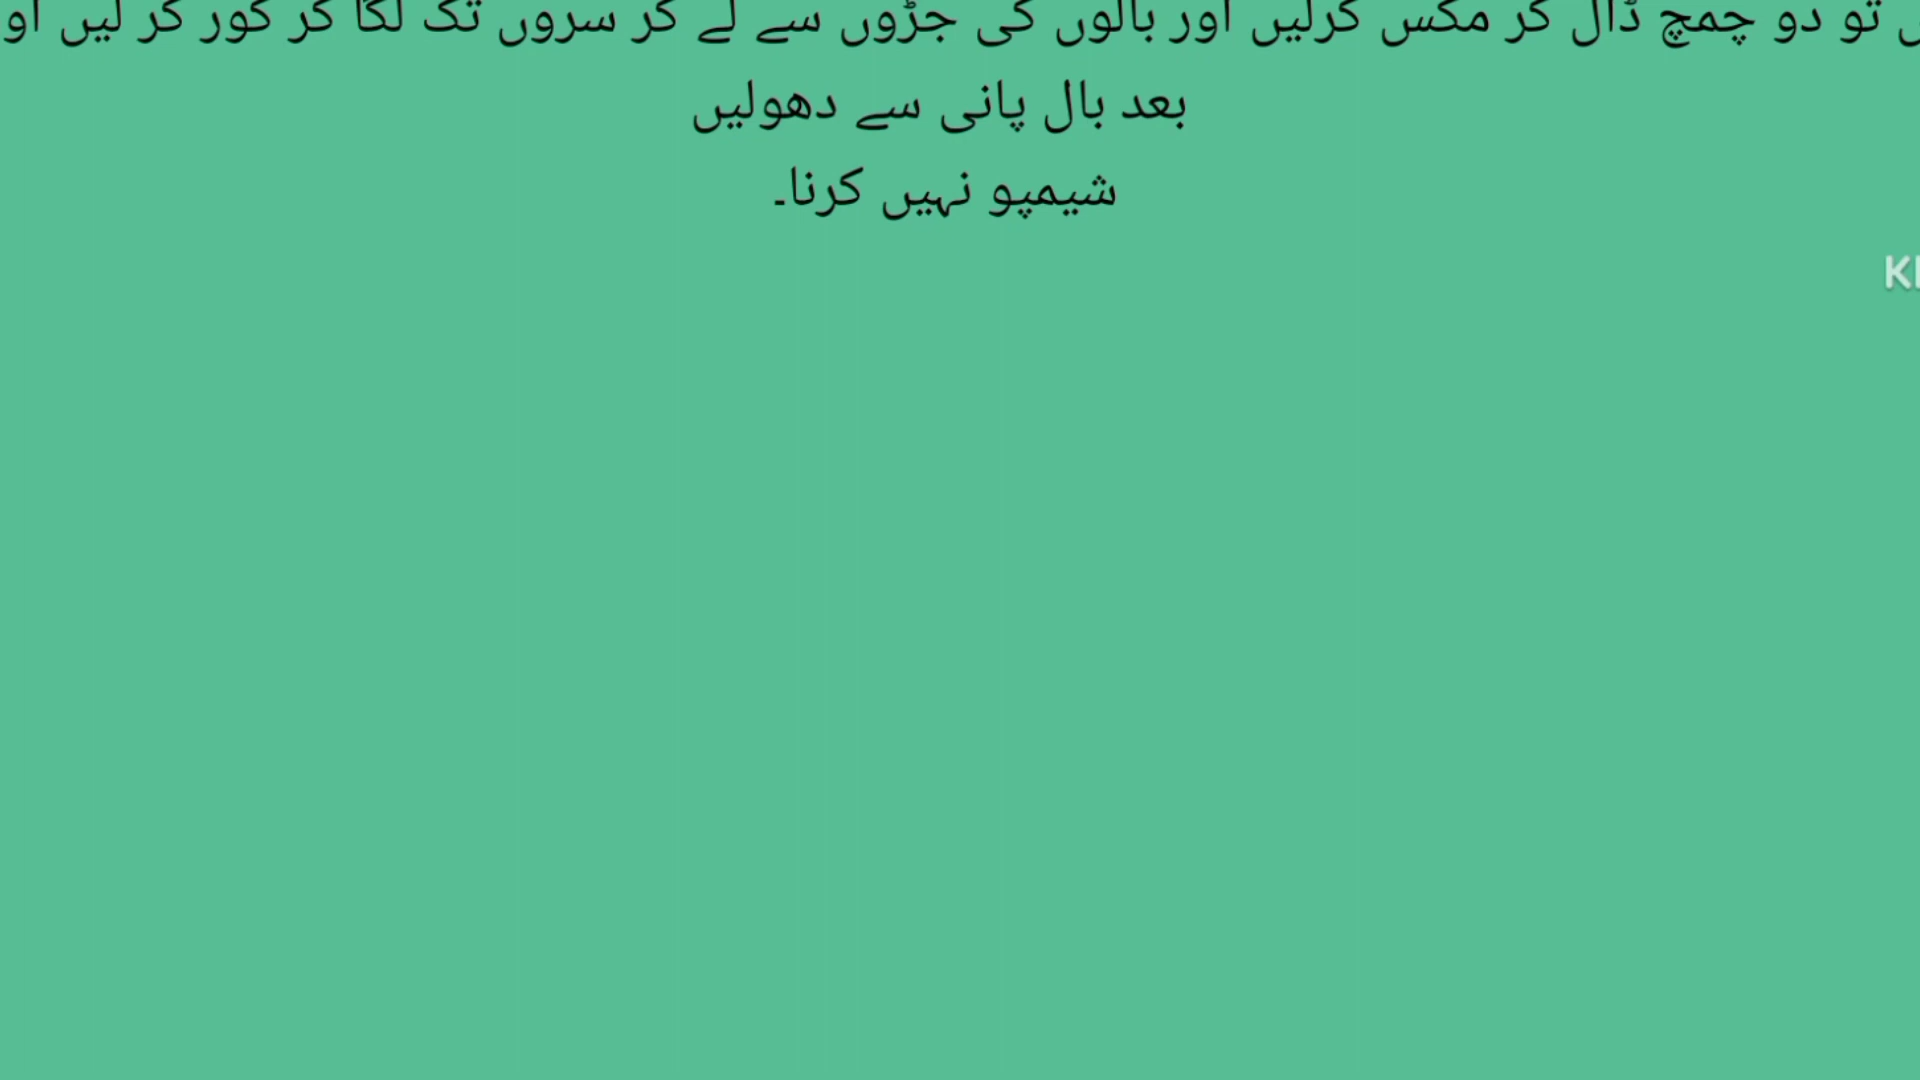 تو دو چمچ ڈال کر مکس کرلیں اور بالوں کی جڑوں سے لے کر سروں تک لگا کر کور کر لیں
بعد بال پانی سے دھولیں
شیمپو نہیں کرنا۔